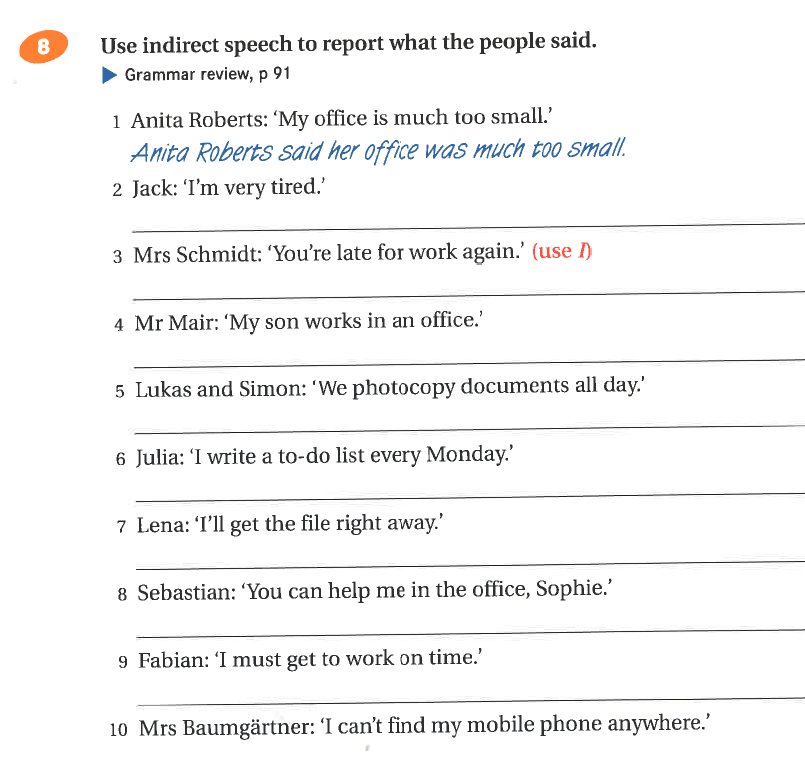 8 Use indirect speech to report what the people said.
▶ Grammar review, p 91
1 Anita Roberts: ‘My office is much too small.’
Anita Roberts said her office was much too small.
2 Jack: ‘I’m very tired.’
3 Mrs Schmidt: ‘You’re late for work again.’ (use I)
4 Mr Mair: ‘My son works in an office.’
5 Lukas and Simon: ‘We photocopy documents all day.’
6 Julia: ‘I write a to-do list every Monday.’
7 Lena: ‘I’ll get the file right away.’
8 Sebastian: ‘You can help me in the office, Sophie.’
9 Fabian: ‘I must get to work on time.’
10 Mrs Baumgärtner: ‘I can’t find my mobile phone anywhere.’